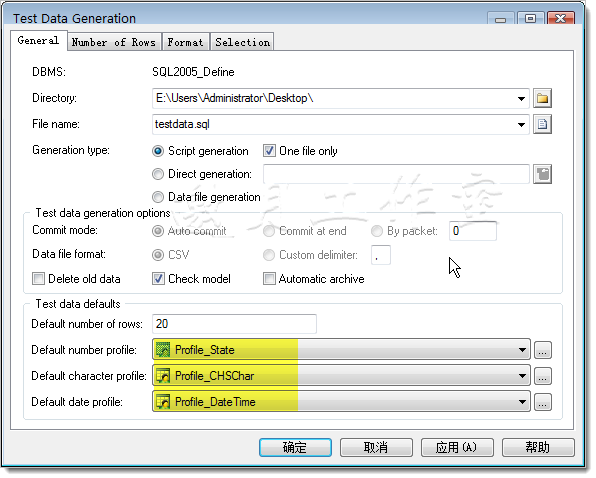 Test Data Generation
General Number of Rows Format Selection
DBMS: SQL2005_Define
Directory: E:\Users\Administrator\Desktop\
File name: testdata.sql
Generation type: Script generation One file only
Direct generation:
Data file generation
Test data generation options
Commit mode: Auto commit Commit at end By packet: 0
Data file format: CSV Custom delimiter: ,
Delete old data Check model Automatic archive
Test data defaults
Default number of rows: 20
Default number profile: Profile_State ...
Default character profile: Profile_CHSChar ...
Default date profile: Profile_DateTime ...
确定 取消 应用(A) 帮助